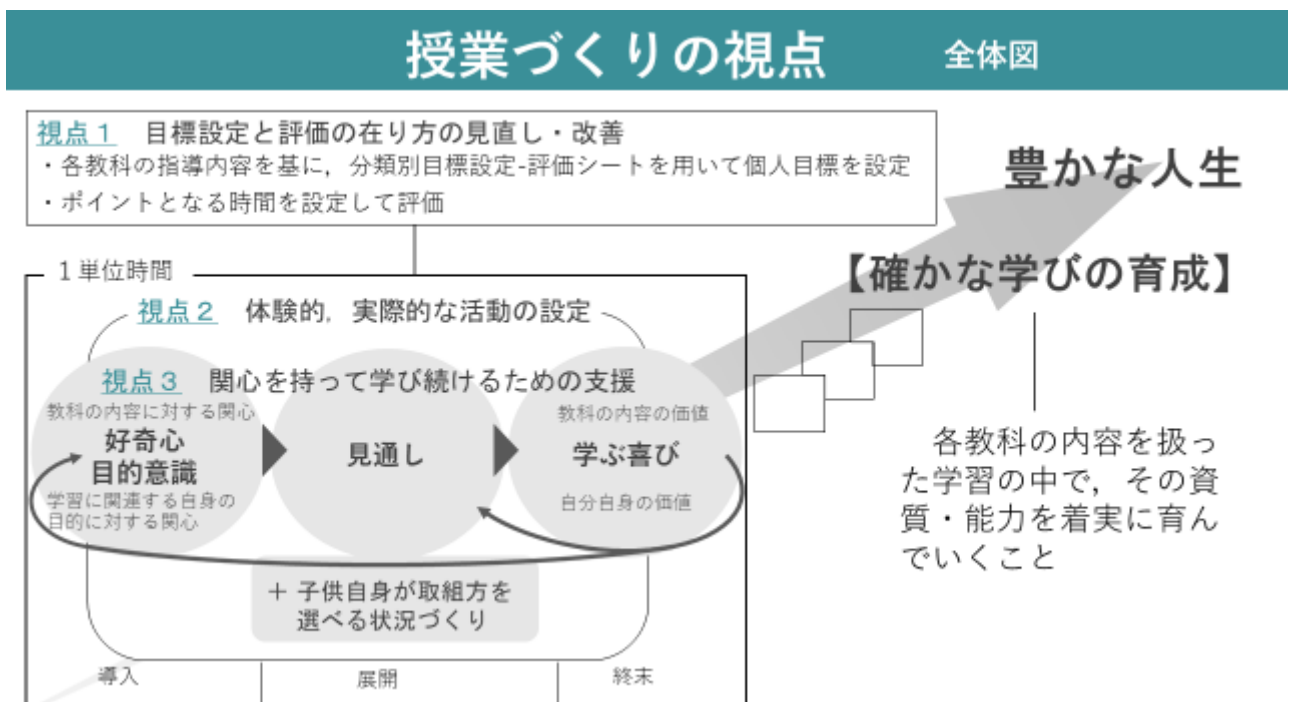 授業づくりの視点 全体図
視点1 目標設定と評価の在り方の見直し・改善
・各教科の指導内容を基に，分類別目標設定-評価シートを用いて個人目標を設定
・ポイントとなる時間を設定して評価
豊かな人生
【確かな学びの育成】
各教科の内容を扱っ
た学習の中で，その資
質・能力を着実に育ん
でいくこと
1単位時間
視点2 体験的，実際的な活動の設定
視点3 関心を持って学び続けるための支援
教科の内容に対する関心
好奇心
目的意識
学習に関連する自身の
目的に対する関心
見通し
教科の内容の価値
学ぶ喜び
自分自身の価値
＋ 子供自身が取組方を
選べる状況づくり
導入
展開
終末